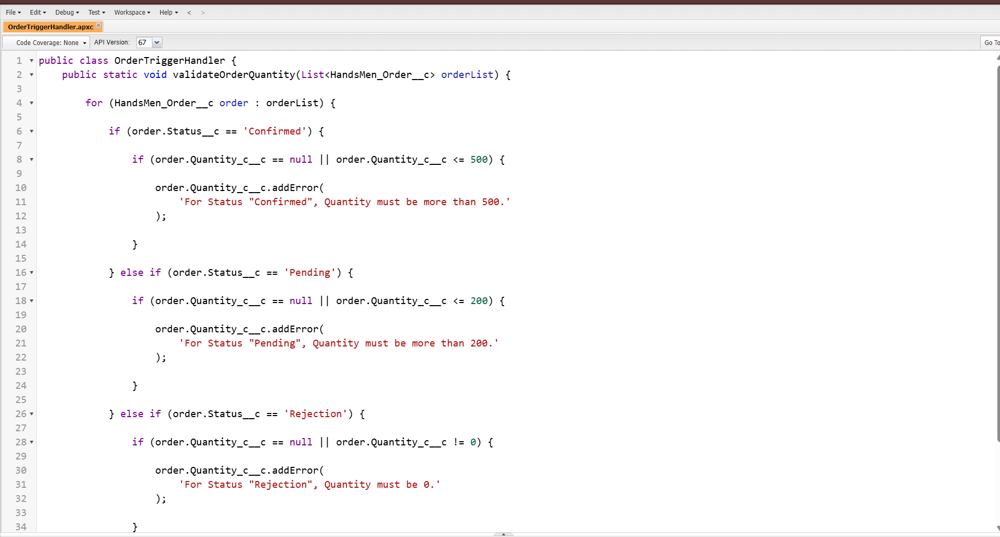 File Edit Debug Test Workspace Help < >
OrderTriggerHandler.apxc
Code Coverage: None API Version: 67 Go To
1 public class OrderTriggerHandler {
2     public static void validateOrderQuantity(List<HandsMen_Order__c> orderList) {
3
4         for (HandsMen_Order__c order : orderList) {
5
6             if (order.Status__c == 'Confirmed') {
7
8                 if (order.Quantity_c__c == null || order.Quantity_c__c <= 500) {
9
10                     order.Quantity_c__c.addError(
11                         'For Status "Confirmed", Quantity must be more than 500.'
12                     );
13
14                 }
15
16             } else if (order.Status__c == 'Pending') {
17
18                 if (order.Quantity_c__c == null || order.Quantity_c__c <= 200) {
19
20                     order.Quantity_c__c.addError(
21                         'For Status "Pending", Quantity must be more than 200.'
22                     );
23
24                 }
25
26             } else if (order.Status__c == 'Rejection') {
27
28                 if (order.Quantity_c__c == null || order.Quantity_c__c != 0) {
29
30                     order.Quantity_c__c.addError(
31                         'For Status "Rejection", Quantity must be 0.'
32                     );
33
34                 }